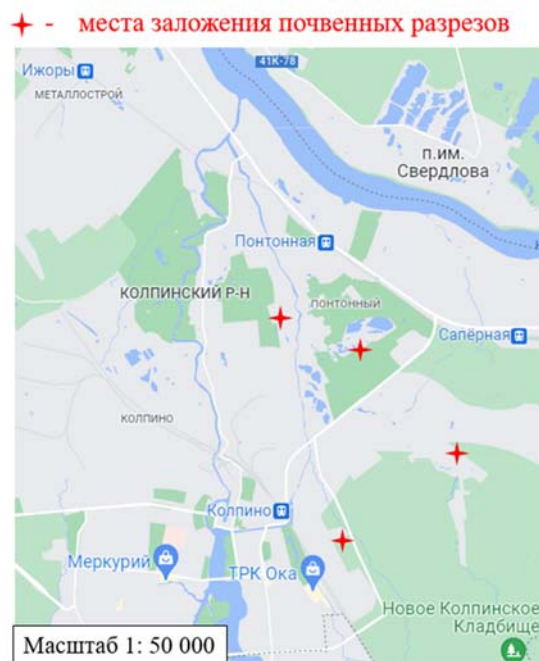 - места заложения почвенных разрезов
41К-78
Ижоры
МЕТАЛЛОСТРОЙ
п.им.
Свердлова
Понтонная
КОЛПИНСКИЙ Р-Н
ПОНТОННЫЙ
Сапёрная
КОЛПИНО
Колпино
Меркурий
ТРК Ока
Новое Колпинское
Кладбище
Масштаб 1: 50 000